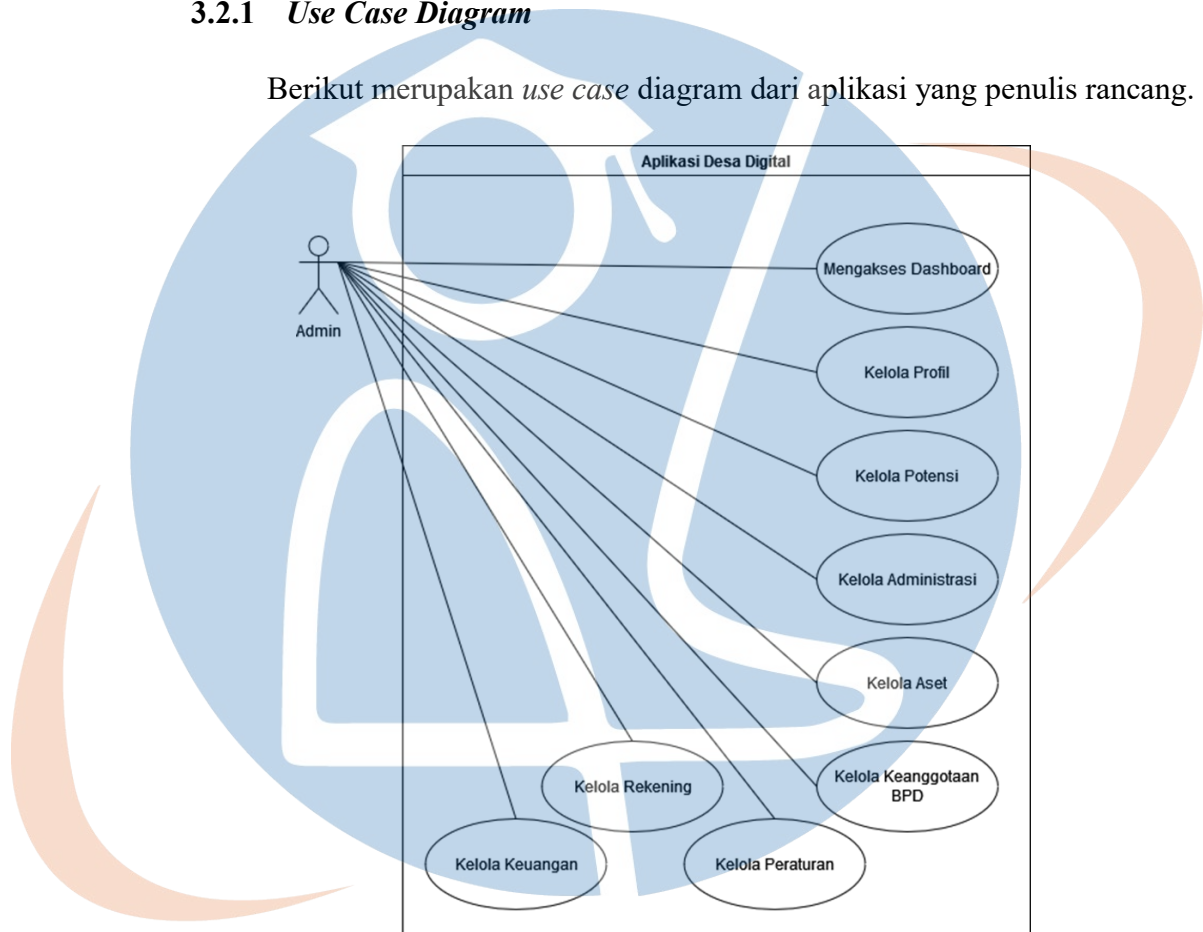 3.2.1 Use Case Diagram
Berikut merupakan use case diagram dari aplikasi yang penulis rancang.
Aplikasi Desa Digital
Mengakses Dashboard
Admin
Kelola Profil
Kelola Potensi
Kelola Administrasi
Kelola Aset
Kelola Keanggotaan
BPD
Kelola Rekening
Kelola Keuangan
Kelola Peraturan